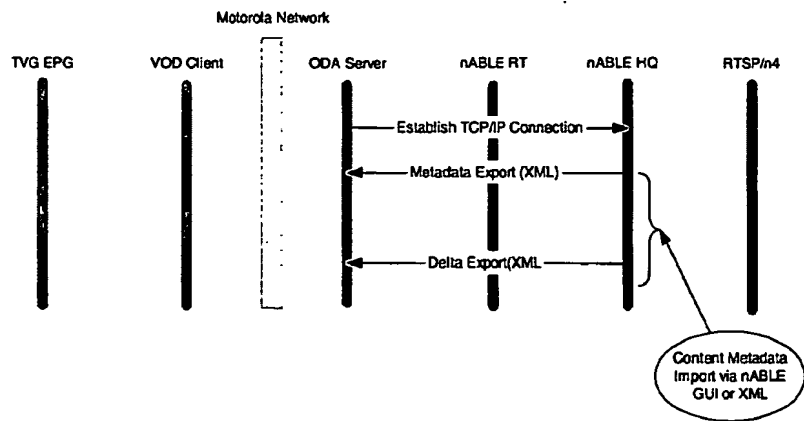 Motorola Network
TVG EPG
VOD Client
ODA Server
nABLE RT
nABLE HQ
RTSP/n4
Establish TCP/IP Connection
Metadata Export (XML)
Delta Export(XML
Content Metadata
Import via nABLE
GUI or XML